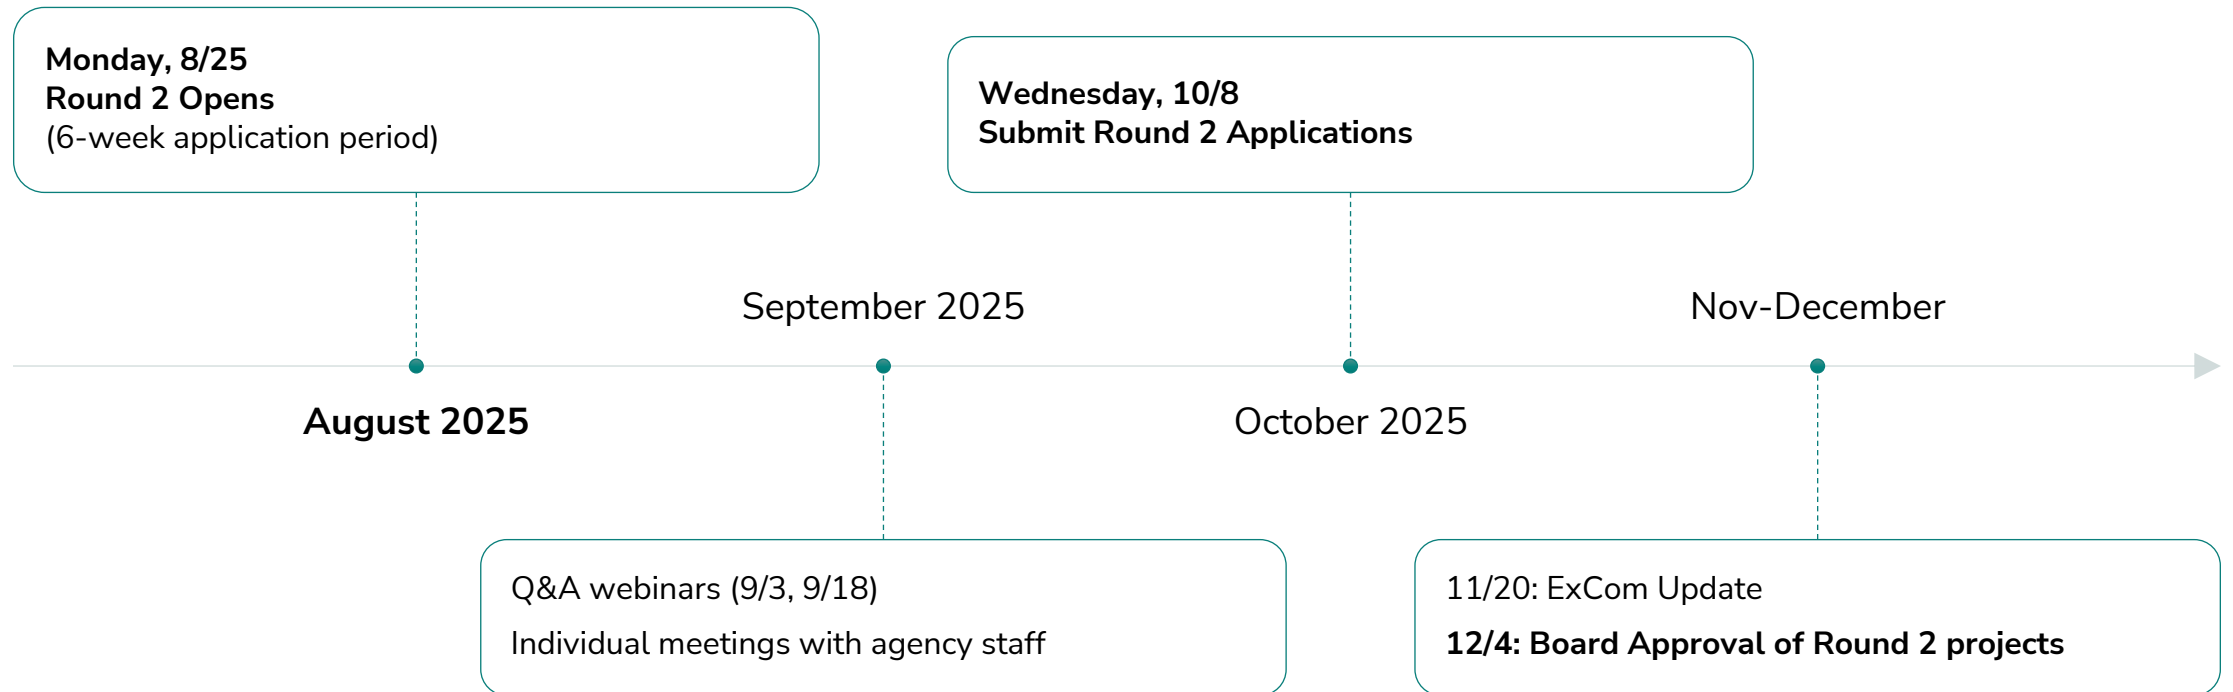 Monday, 8/25
Round 2 Opens
(6-week application period)
Wednesday, 10/8
Submit Round 2 Applications
September 2025
Nov-December
August 2025
October 2025
Q&A webinars (9/3, 9/18)
Individual meetings with agency staff
11/20: ExCom Update
12/4: Board Approval of Round 2 projects